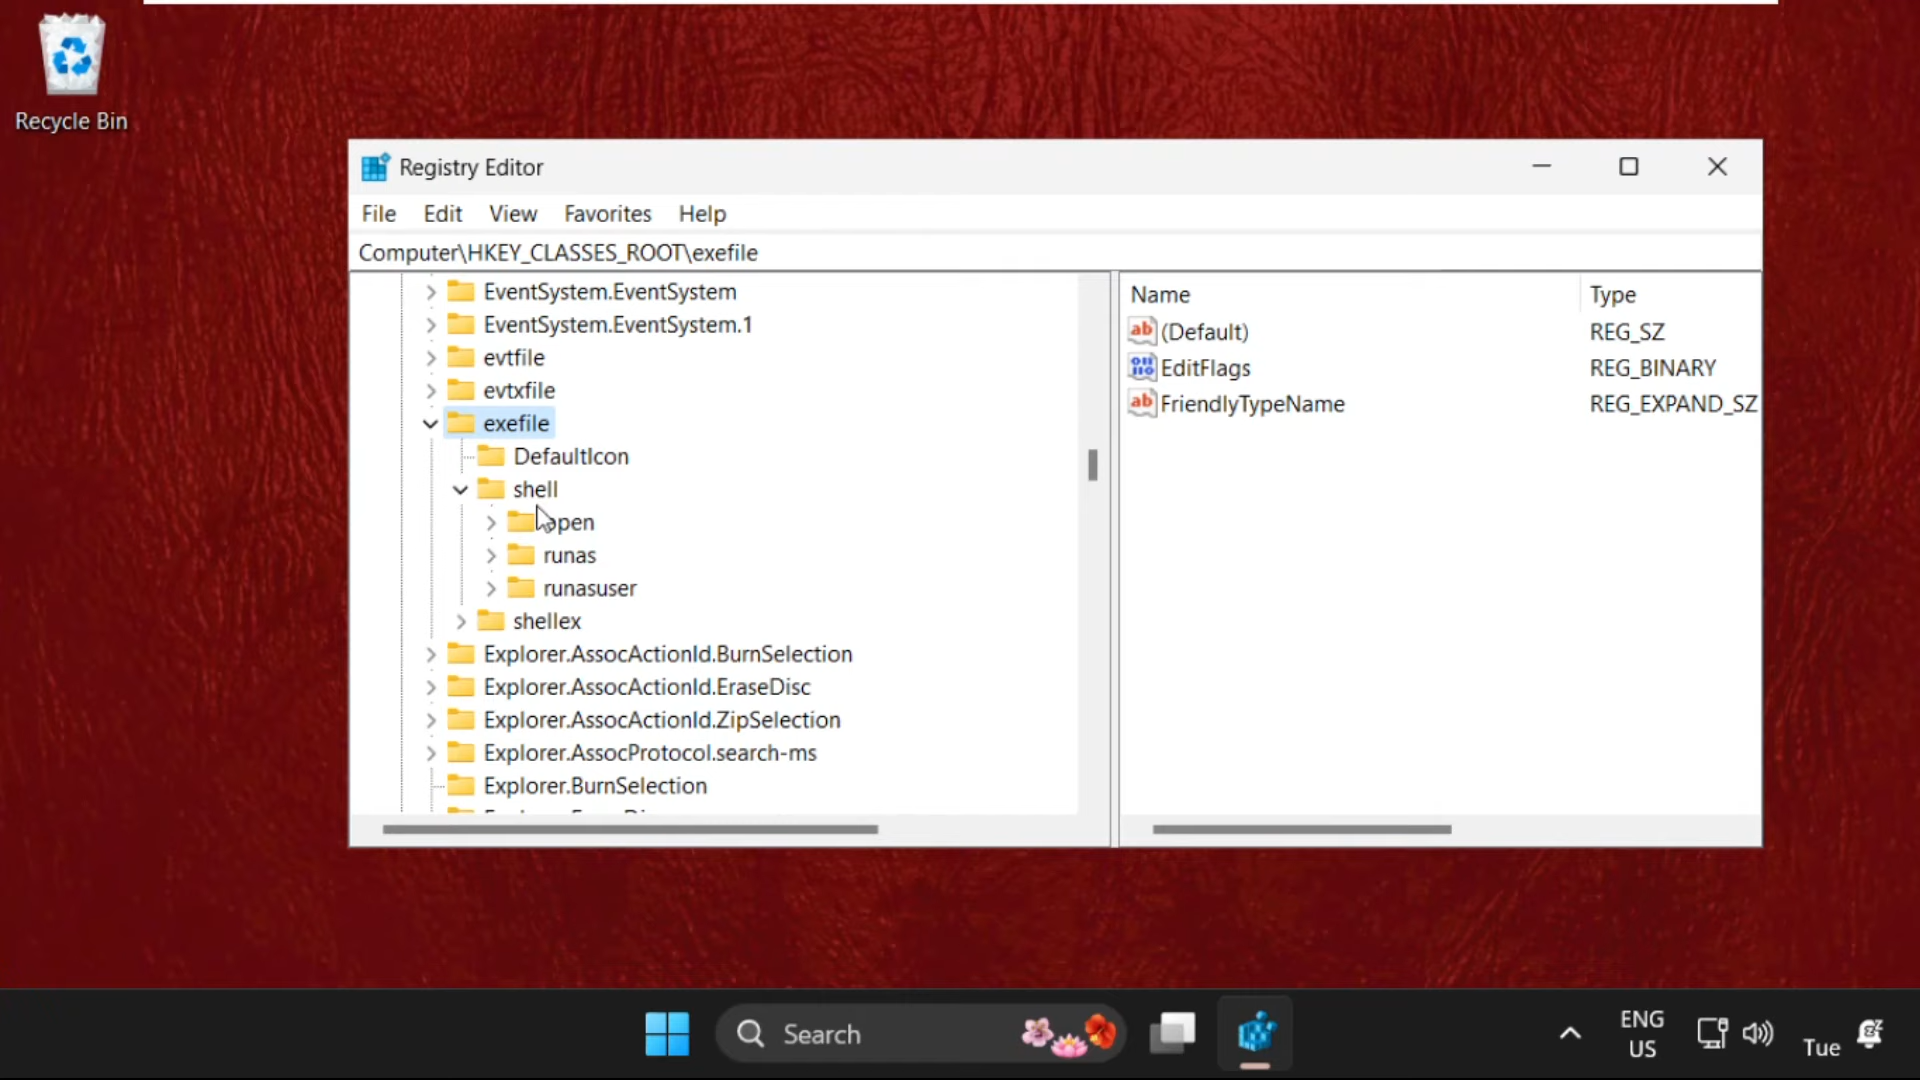 Recycle Bin
Registry Editor
File Edit View Favorites Help
Computer\HKEY_CLASSES_ROOT\exefile
EventSystem.EventSystem
EventSystem.EventSystem.1
evtfile
evtxfile
exefile
DefaultIcon
shell
open
runas
runasuser
shellex
Explorer.AssocActionId.BurnSelection
Explorer.AssocActionId.EraseDisc
Explorer.AssocActionId.ZipSelection
Explorer.AssocProtocol.search-ms
Explorer.BurnSelection
Name Type
(Default) REG_SZ
EditFlags REG_BINARY
FriendlyTypeName REG_EXPAND_SZ
Search
ENG
US
Tue